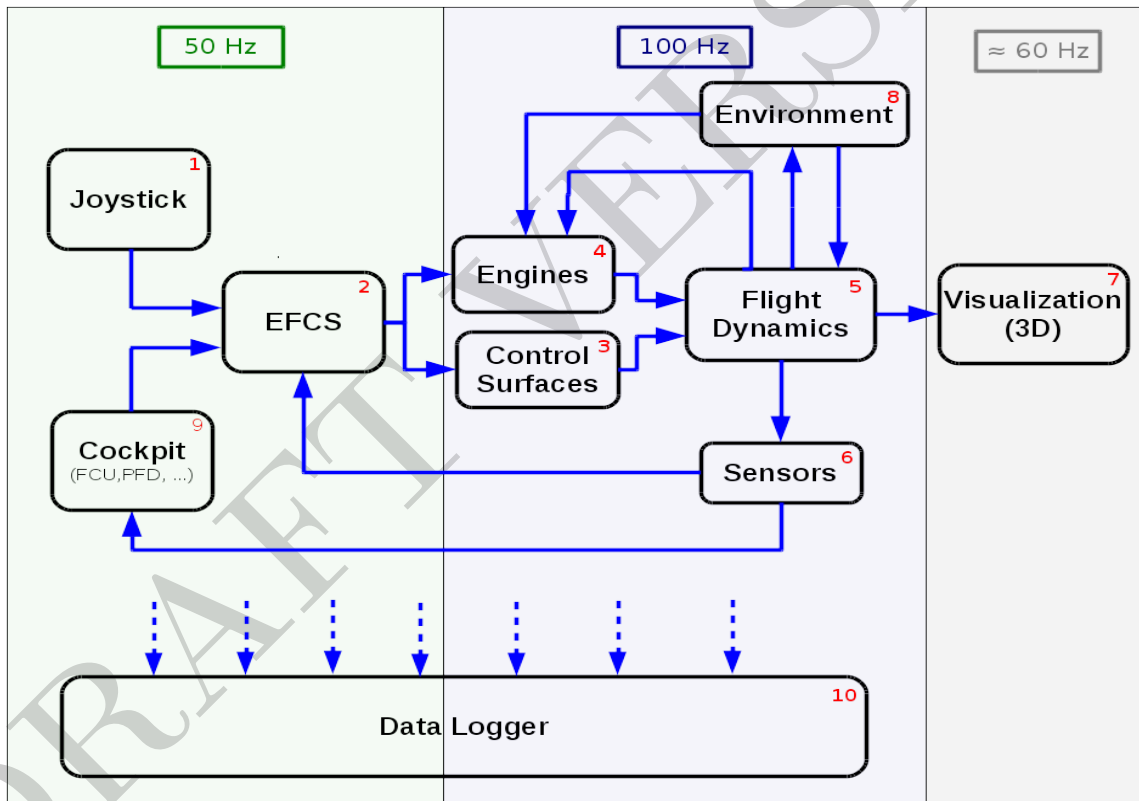 50 Hz
100 Hz
≈ 60 Hz
8
Environment
1
Joystick
4
Engines
2
EFCS
5
Flight
Dynamics
7
Visualization
(3D)
3
Control
Surfaces
9
Cockpit
(FCU,PFD, ...)
6
Sensors
10
Data Logger
DRAFT VERS